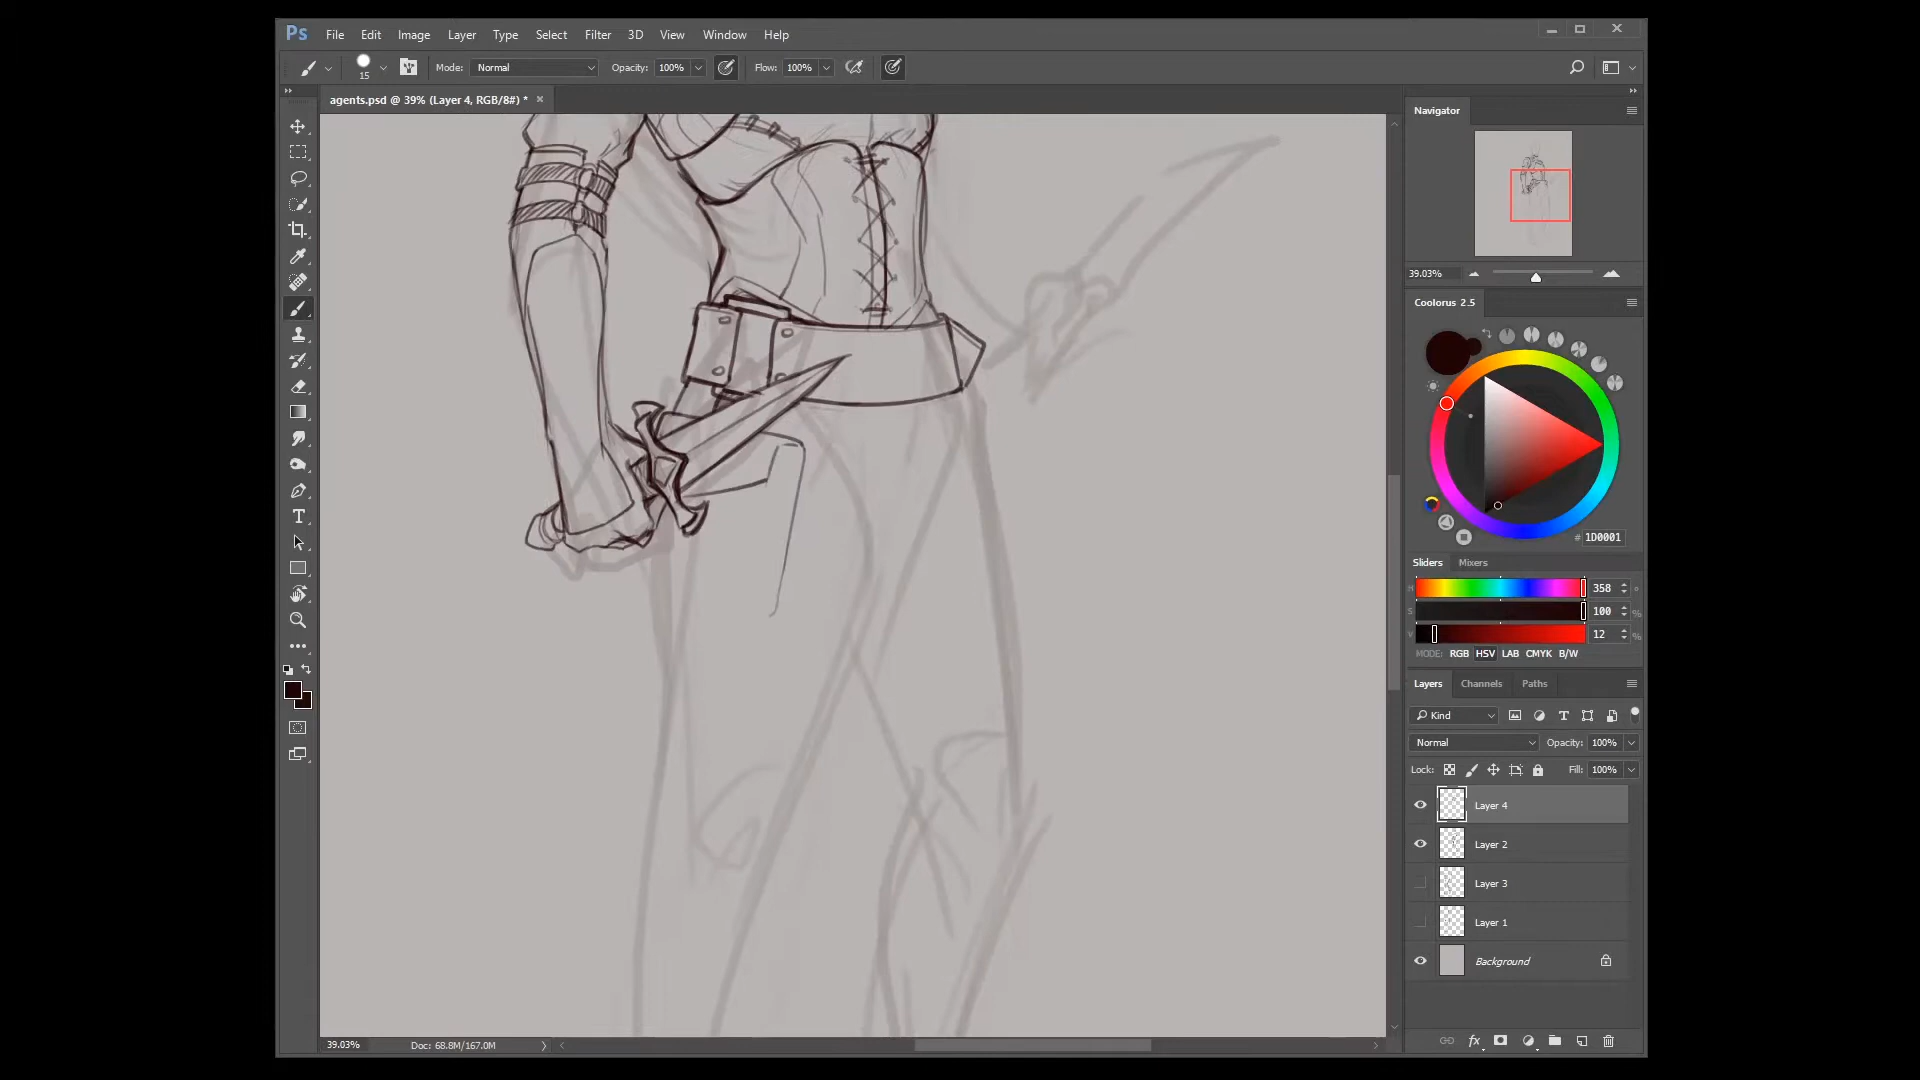 Ps File Edit Image Layer Type Select Filter 3D View Window Help
15 Mode: Normal Opacity: 100% Flow: 100%
agents.psd @ 39% (Layer 4, RGB/8#) *
Navigator
39.03%
Coolorus 2.5
# 1D0001
Sliders Mixers
H 358 °
S 100 %
V 12 %
MODE: RGB HSV LAB CMYK B/W
Layers Channels Paths
Kind
Normal Opacity: 100%
Lock: Fill: 100%
Layer 4
Layer 2
Layer 3
Layer 1
Background
fx
39.03% Doc: 68.8M/167.0M